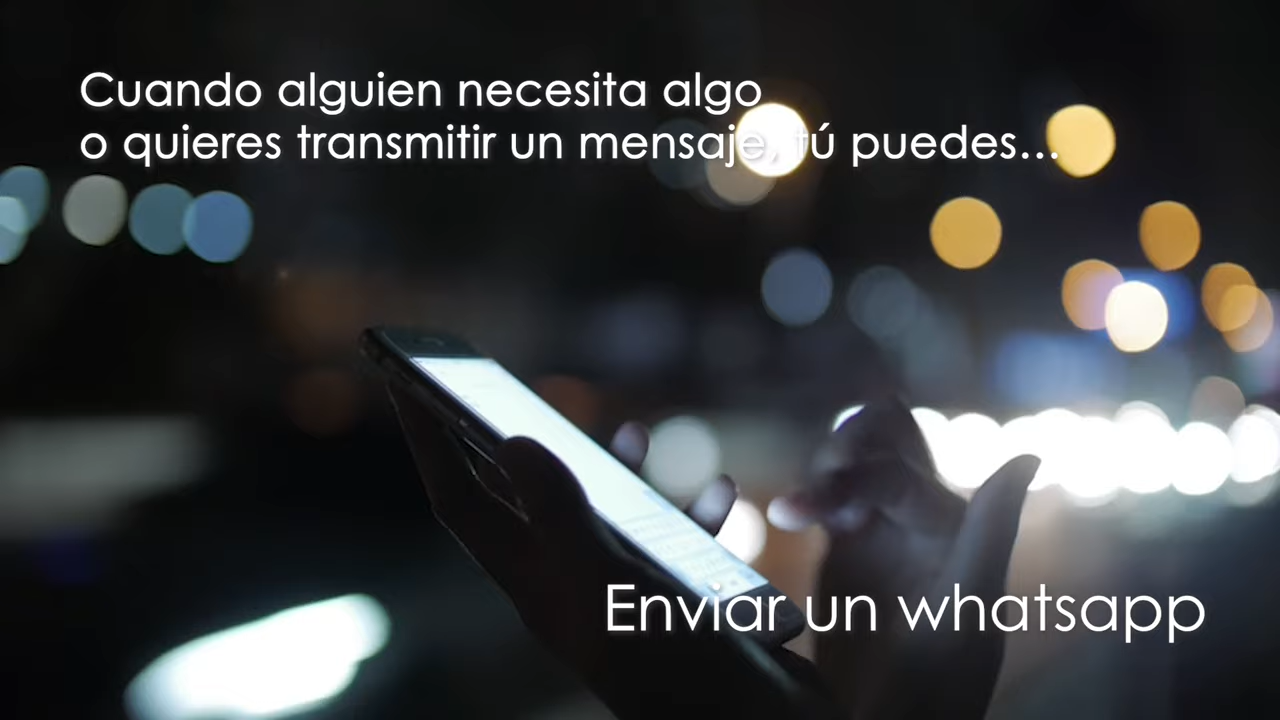 Cuando alguien necesita algo
o quieres transmitir un mensaje, tú puedes...
Enviar un whatsapp